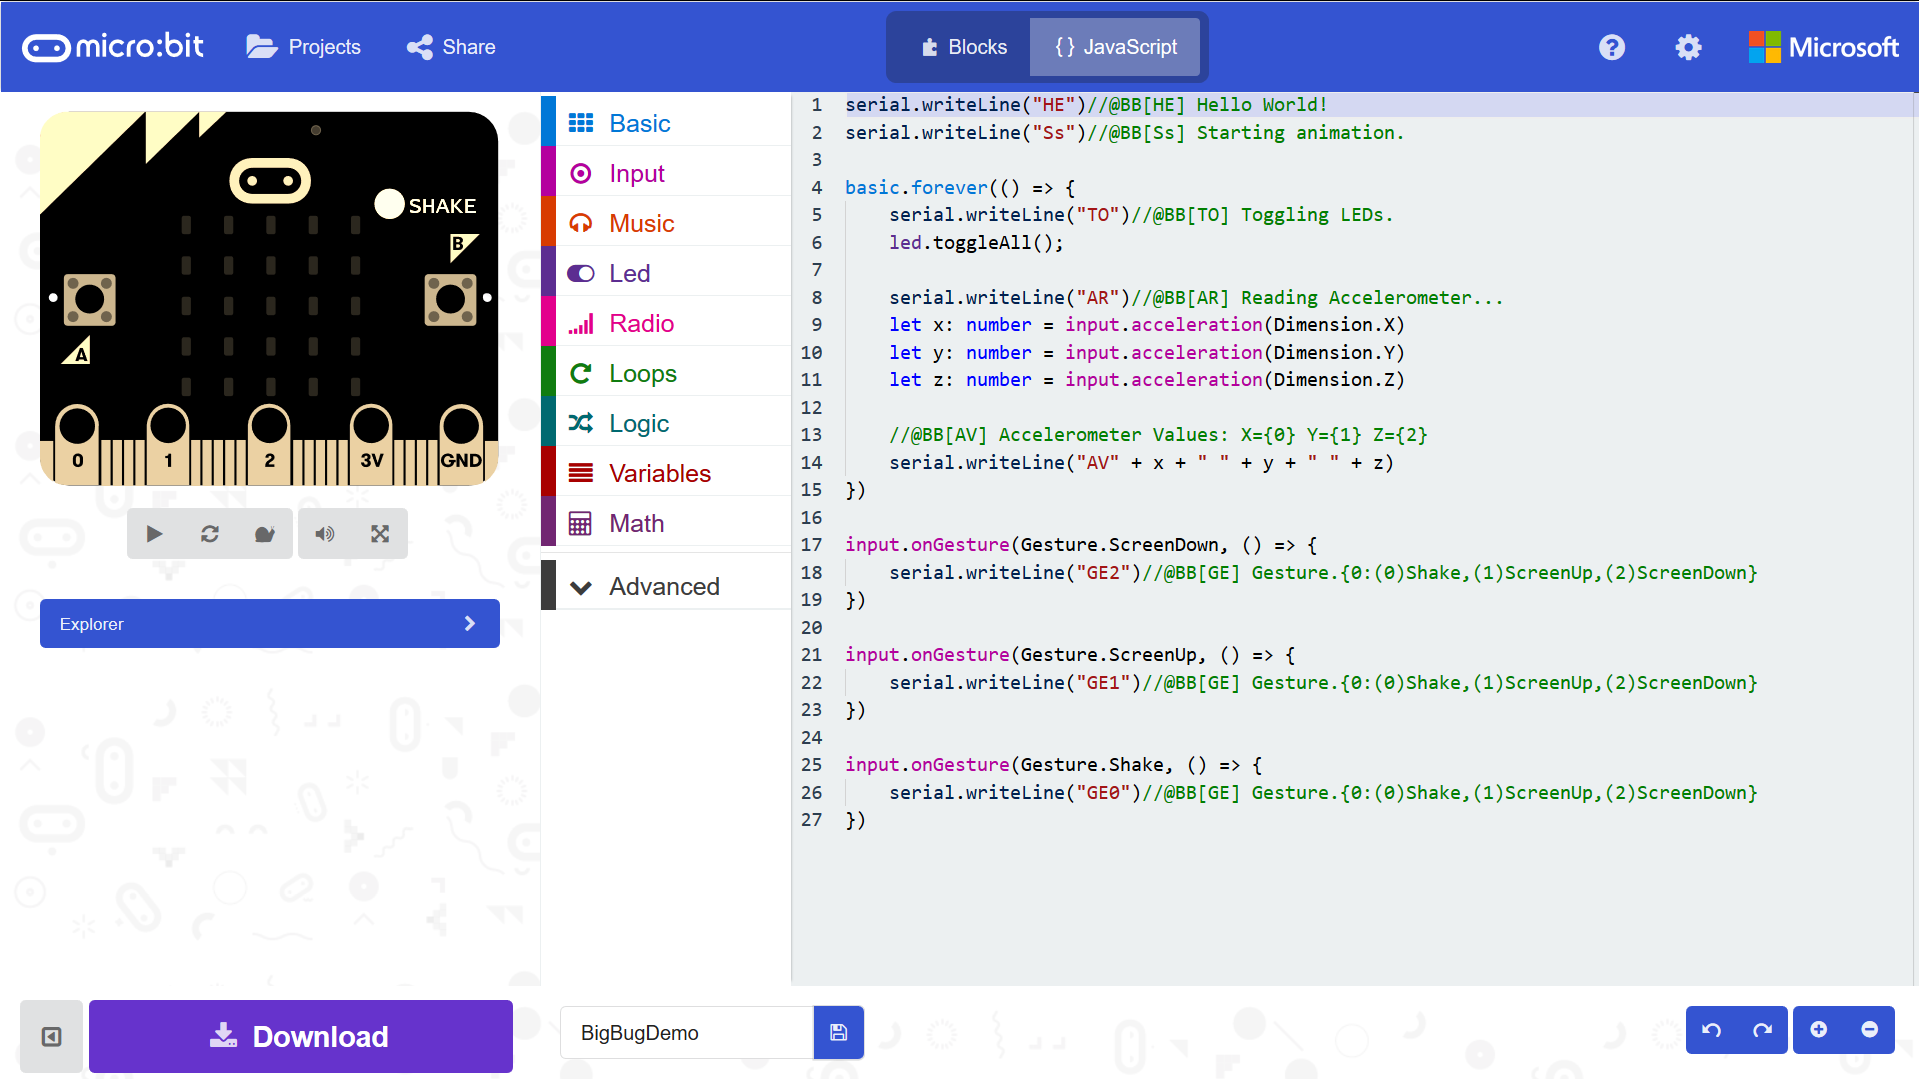 micro:bit
Projects
Share
Blocks
{} JavaScript
?
Microsoft
SHAKE
B
A
0 1 2 3V GND
Explorer
Basic
Input
Music
Led
Radio
Loops
Logic
Variables
Math
Advanced
1 serial.writeLine("HE")//@BB[HE] Hello World!
2 serial.writeLine("Ss")//@BB[Ss] Starting animation.
3
4 basic.forever(() => {
5     serial.writeLine("TO")//@BB[TO] Toggling LEDs.
6     led.toggleAll();
7
8     serial.writeLine("AR")//@BB[AR] Reading Accelerometer...
9     let x: number = input.acceleration(Dimension.X)
10     let y: number = input.acceleration(Dimension.Y)
11     let z: number = input.acceleration(Dimension.Z)
12
13     //@BB[AV] Accelerometer Values: X={0} Y={1} Z={2}
14     serial.writeLine("AV" + x + " " + y + " " + z)
15 })
16
17 input.onGesture(Gesture.ScreenDown, () => {
18     serial.writeLine("GE2")//@BB[GE] Gesture.{0:(0)Shake,(1)ScreenUp,(2)ScreenDown}
19 })
20
21 input.onGesture(Gesture.ScreenUp, () => {
22     serial.writeLine("GE1")//@BB[GE] Gesture.{0:(0)Shake,(1)ScreenUp,(2)ScreenDown}
23 })
24
25 input.onGesture(Gesture.Shake, () => {
26     serial.writeLine("GE0")//@BB[GE] Gesture.{0:(0)Shake,(1)ScreenUp,(2)ScreenDown}
27 })
Download
BigBugDemo